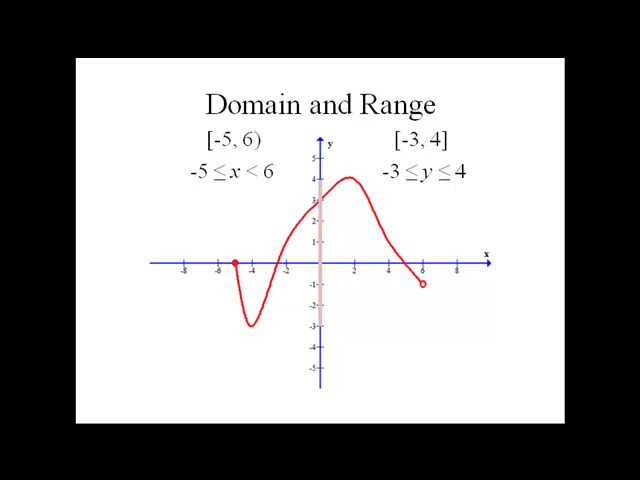 Domain and Range
[-5, 6) [-3, 4]
-5 ≤ x < 6 -3 ≤ y ≤ 4
y
5
4
3
2
1
x
-8 -6 -4 -2 2 4 6 8
-1
-2
-3
-4
-5